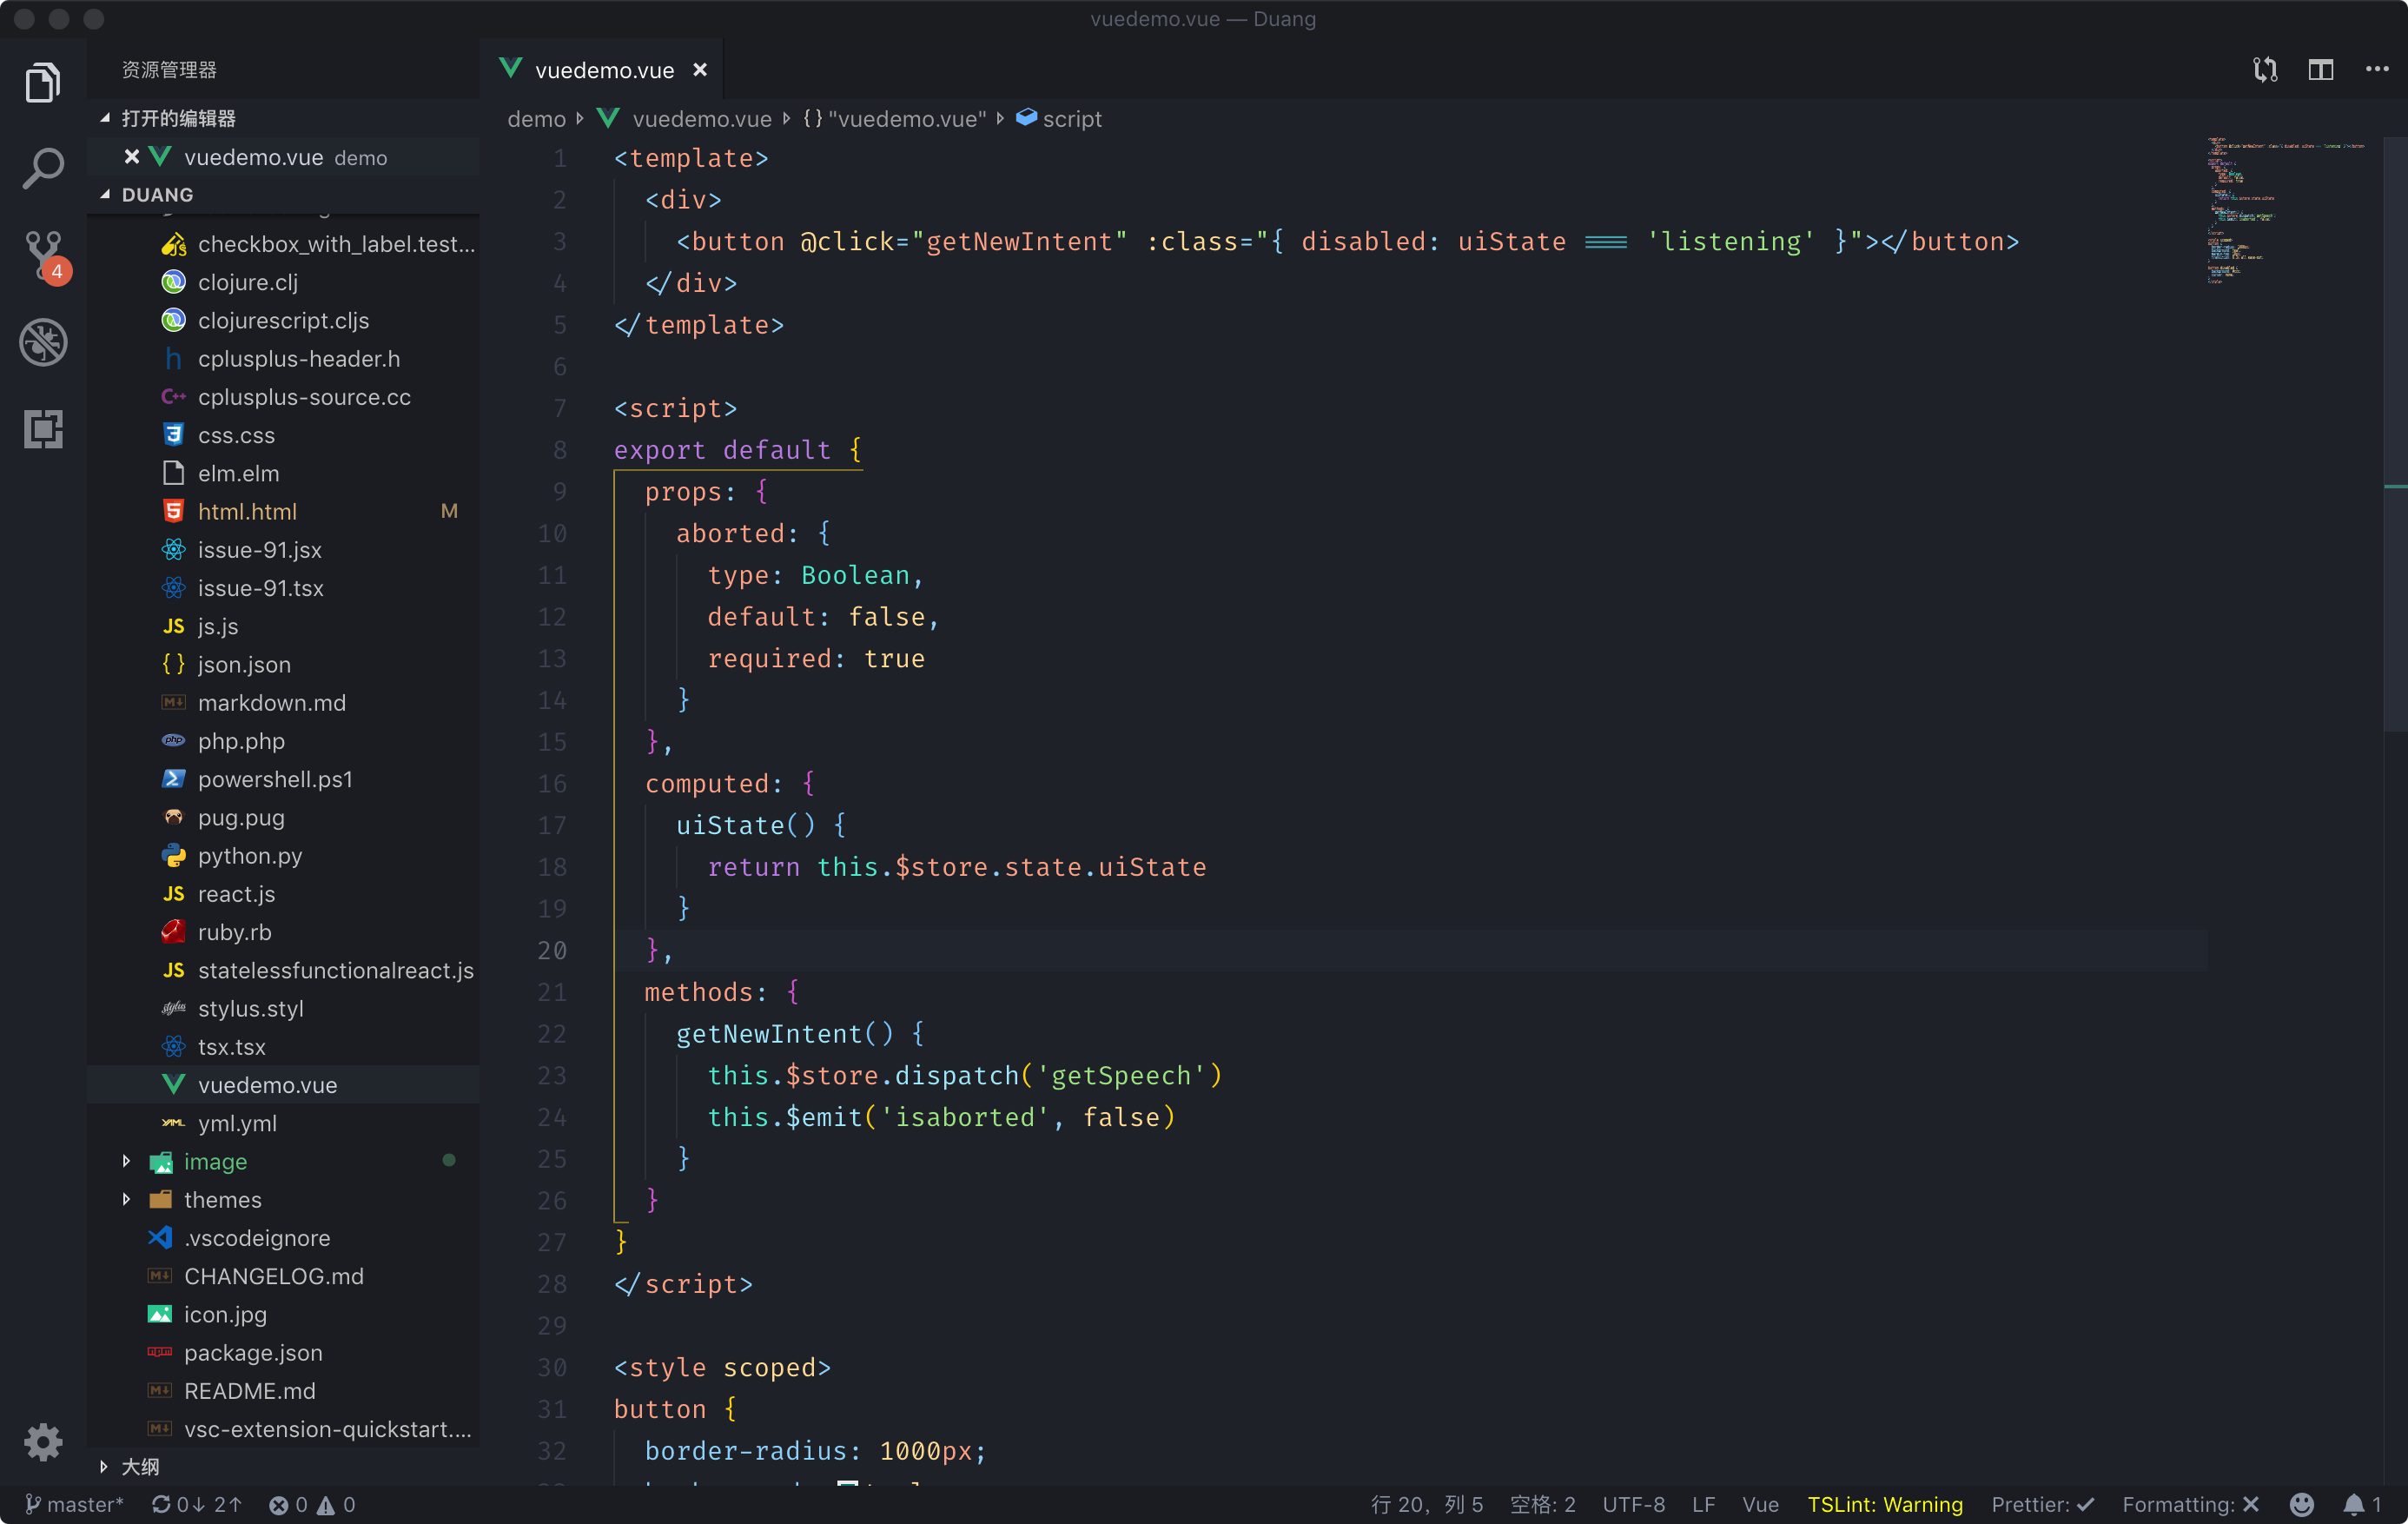 vuedemo.vue — Duang
资源管理器
打开的编辑器
vuedemo.vue demo
DUANG
checkbox_with_label.test...
clojure.clj
clojurescript.cljs
cplusplus-header.h
cplusplus-source.cc
css.css
elm.elm
html.html M
issue-91.jsx
issue-91.tsx
JS js.js
{ } json.json
markdown.md
php php.php
powershell.ps1
pug.pug
python.py
JS react.js
ruby.rb
JS statelessfunctionalreact.js
stylus.styl
tsx.tsx
vuedemo.vue
yml.yml
image
themes
.vscodeignore
CHANGELOG.md
icon.jpg
package.json
README.md
vsc-extension-quickstart....
大纲
4
vuedemo.vue
demo vuedemo.vue {} "vuedemo.vue" script
1 <template>
2 <div>
3 <button @click="getNewIntent" :class="{ disabled: uiState === 'listening' }"></button>
4 </div>
5 </template>
6
7 <script>
8 export default {
9 props: {
10 aborted: {
11 type: Boolean,
12 default: false,
13 required: true
14 }
15 },
16 computed: {
17 uiState() {
18 return this.$store.state.uiState
19 }
20 },
21 methods: {
22 getNewIntent() {
23 this.$store.dispatch('getSpeech')
24 this.$emit('isaborted', false)
25 }
26 }
27 }
28 </script>
29
30 <style scoped>
31 button {
32 border-radius: 1000px;
master* 0↓ 2↑ 0 0 行 20，列 5 空格: 2 UTF-8 LF Vue TSLint: Warning Prettier: ✓ Formatting: ✕ 1